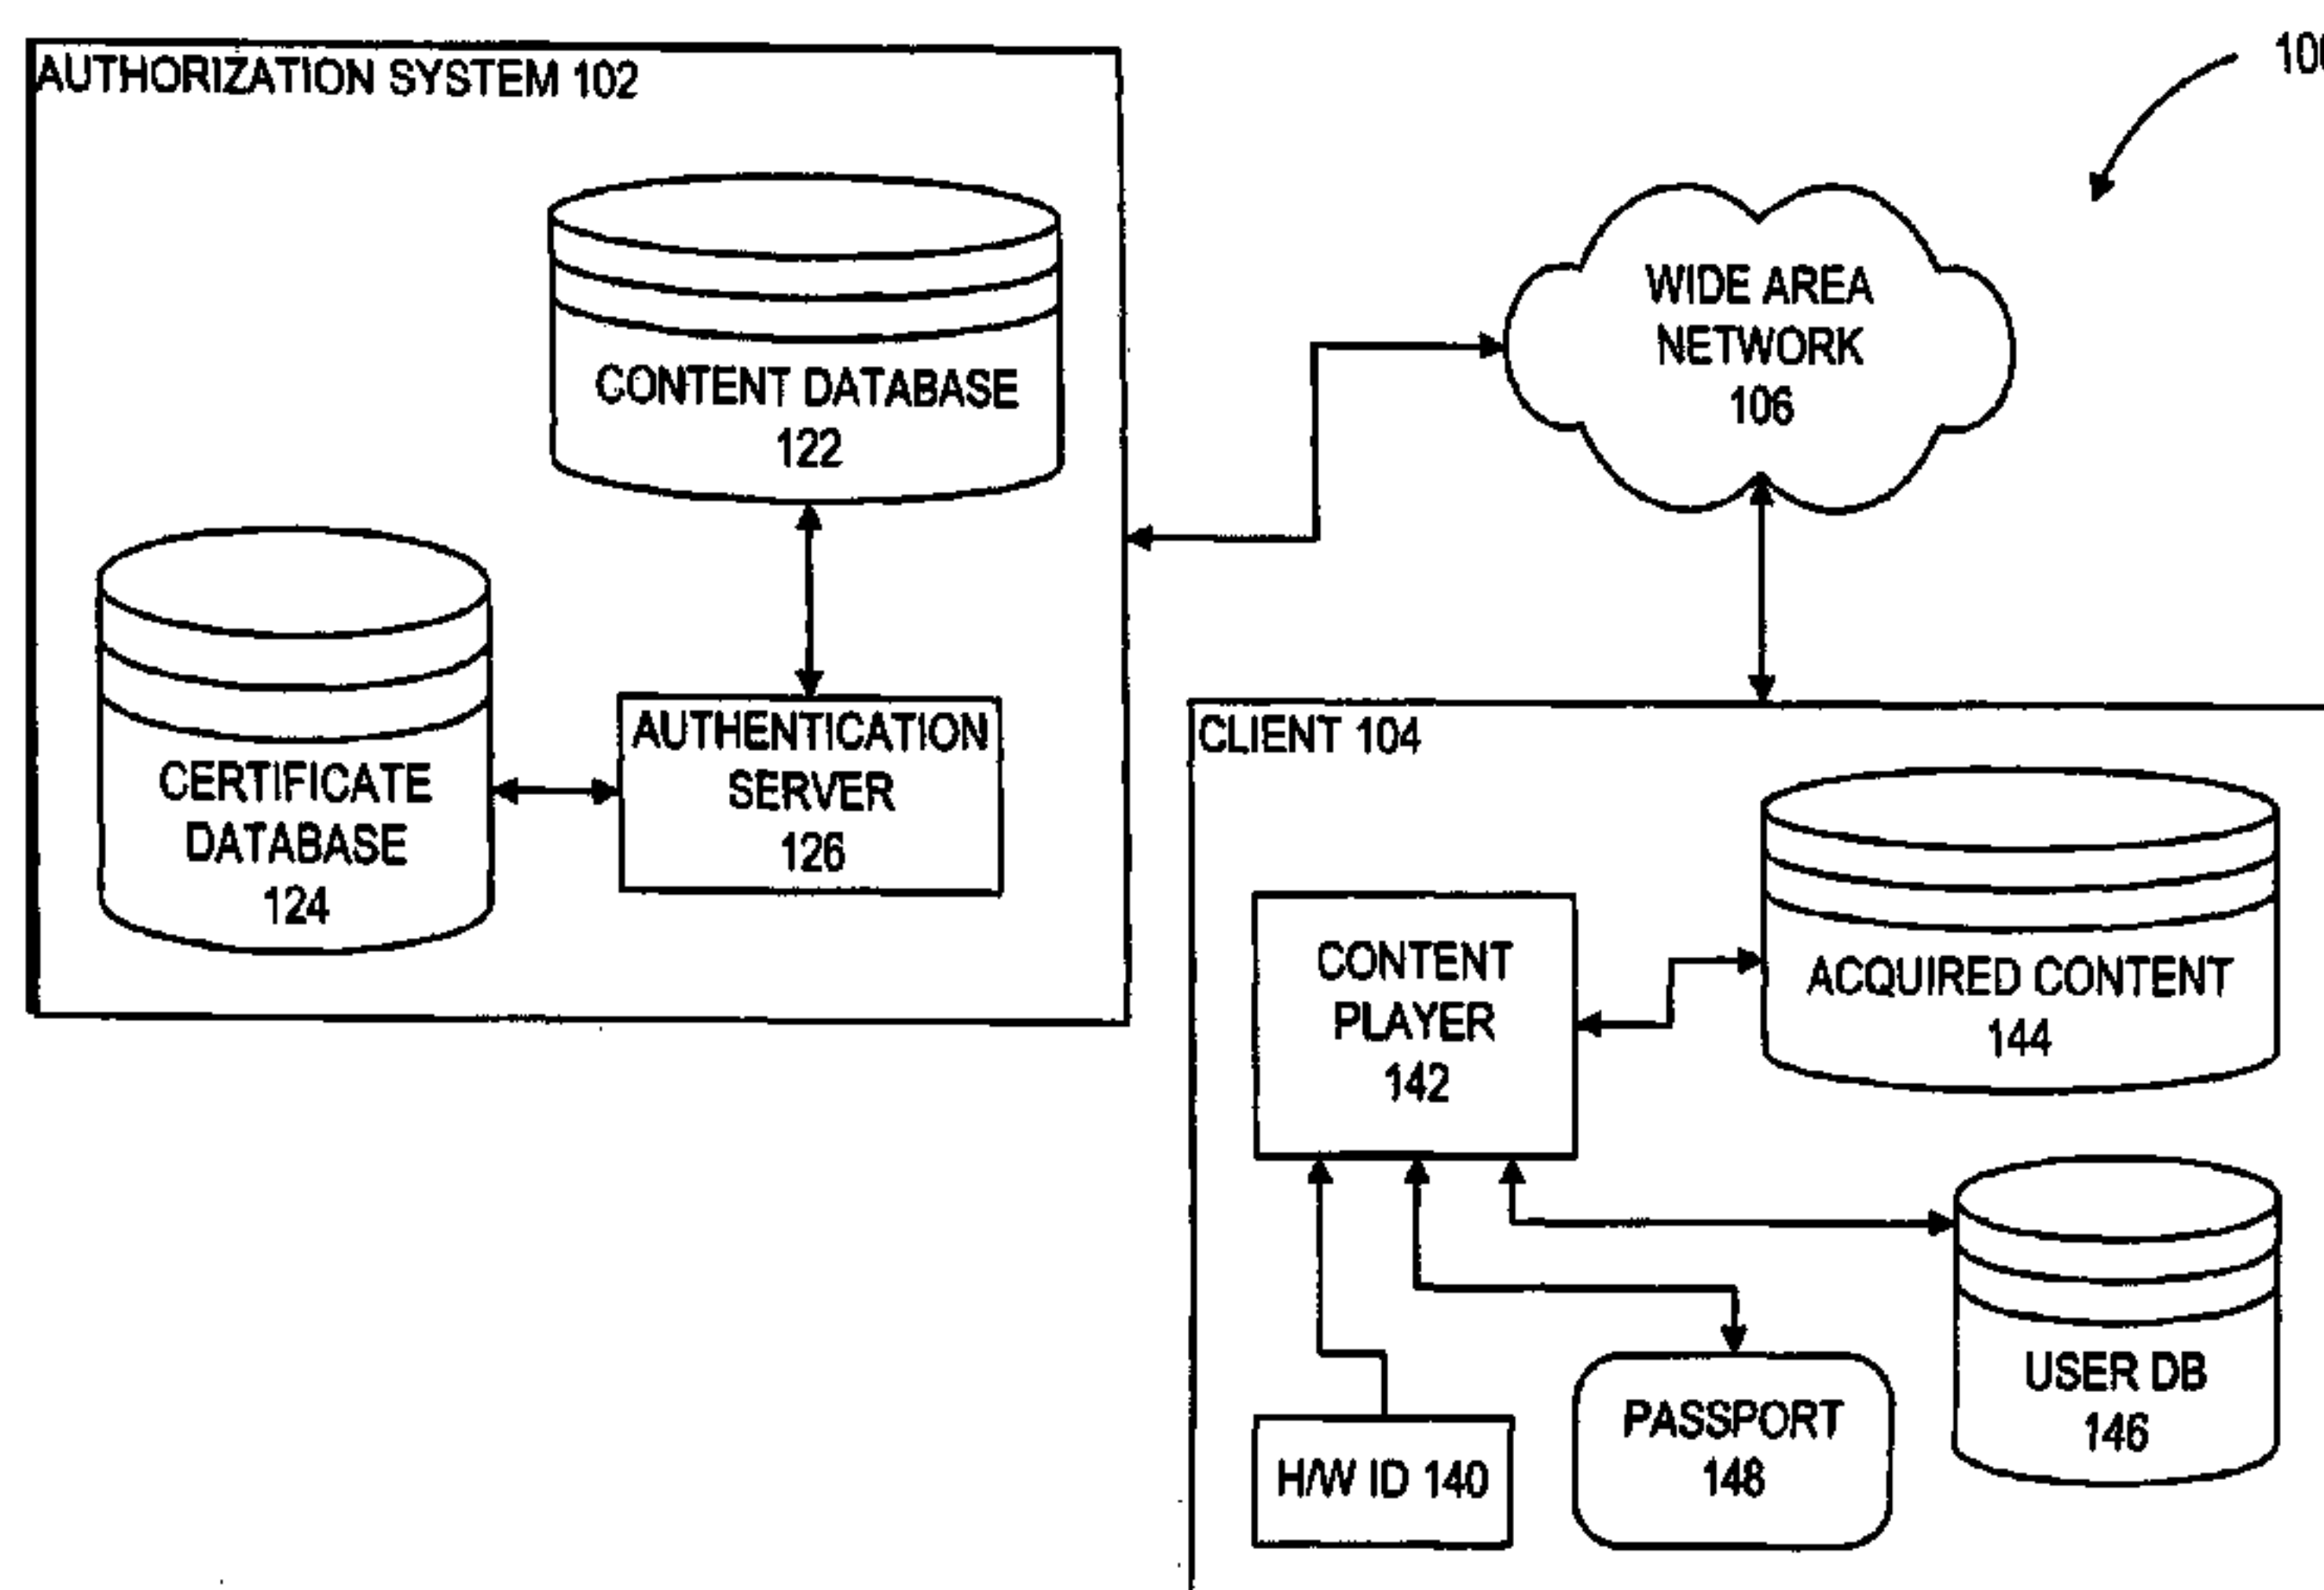 AUTHORIZATION SYSTEM 102
100
WIDE AREA
NETWORK
106
CONTENT DATABASE
122
CERTIFICATE
DATABASE
124
AUTHENTICATION
SERVER
126
CLIENT 104
CONTENT
PLAYER
142
ACQUIRED CONTENT
144
USER DB
146
PASSPORT
148
H/W ID 140